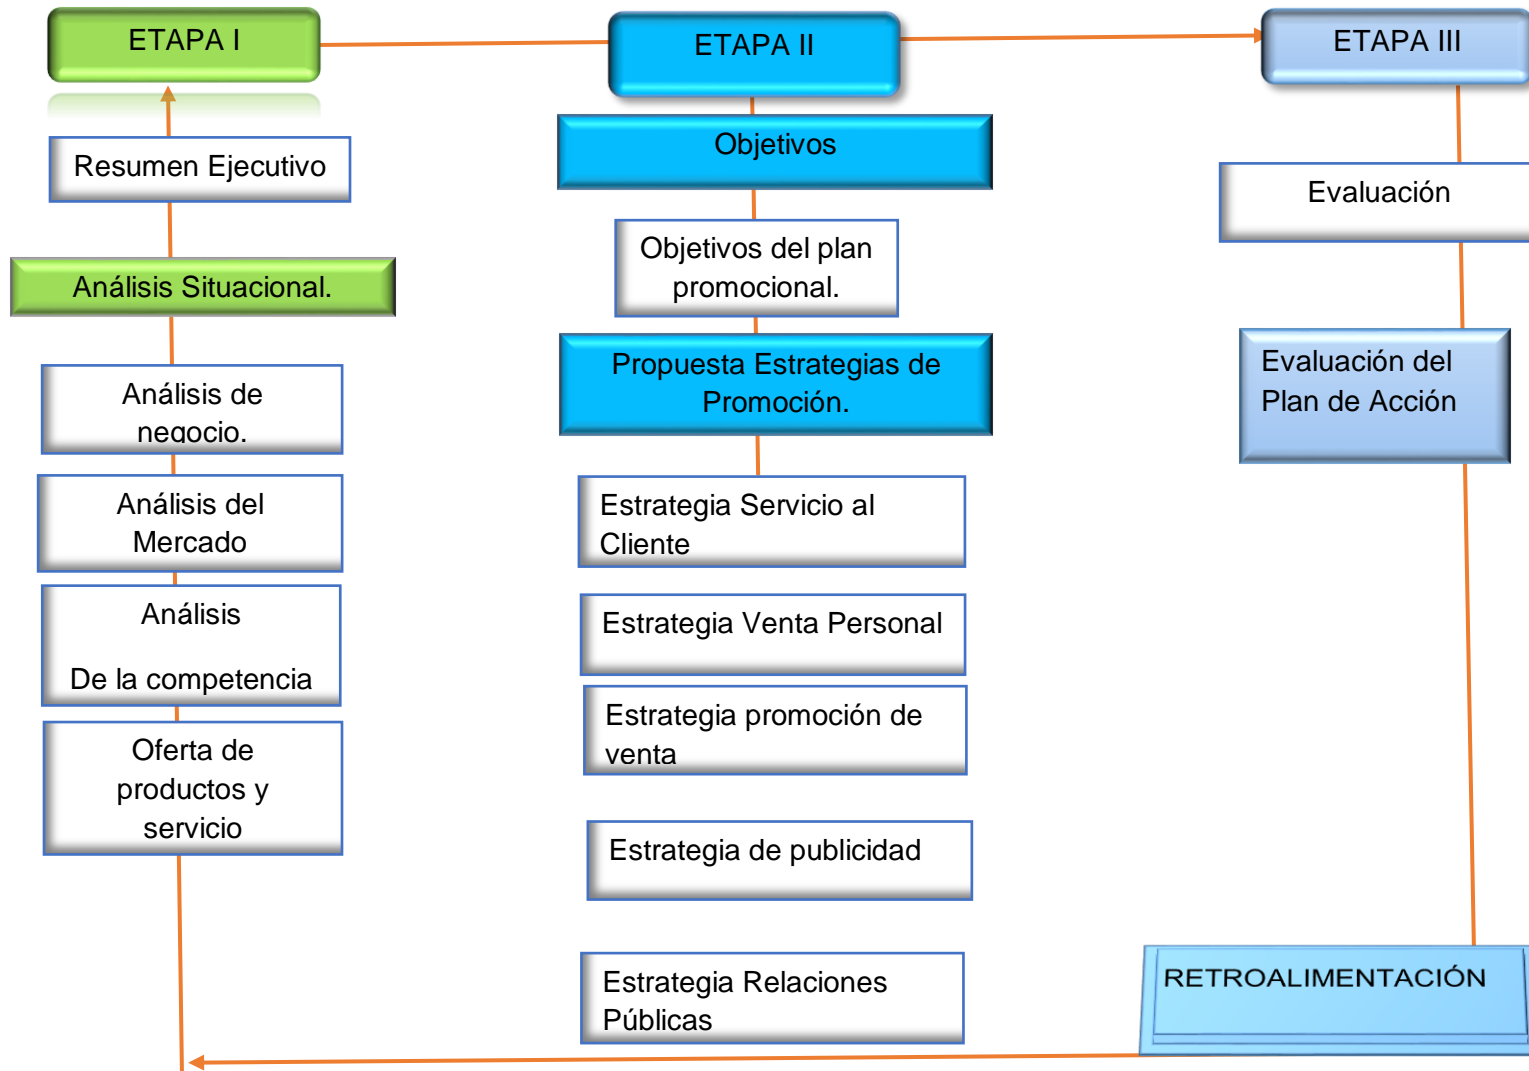 ETAPA I
ETAPA II
ETAPA III
Resumen Ejecutivo
Análisis Situacional.
Análisis de
negocio.
Análisis del
Mercado
Análisis
De la competencia
Oferta de
productos y
servicio
Objetivos
Objetivos del plan
promocional.
Propuesta Estrategias de
Promoción.
Estrategia Servicio al
Cliente
Estrategia Venta Personal
Estrategia promoción de
venta
Estrategia de publicidad
Estrategia Relaciones
Públicas
Evaluación
Evaluación del
Plan de Acción
RETROALIMENTACIÓN